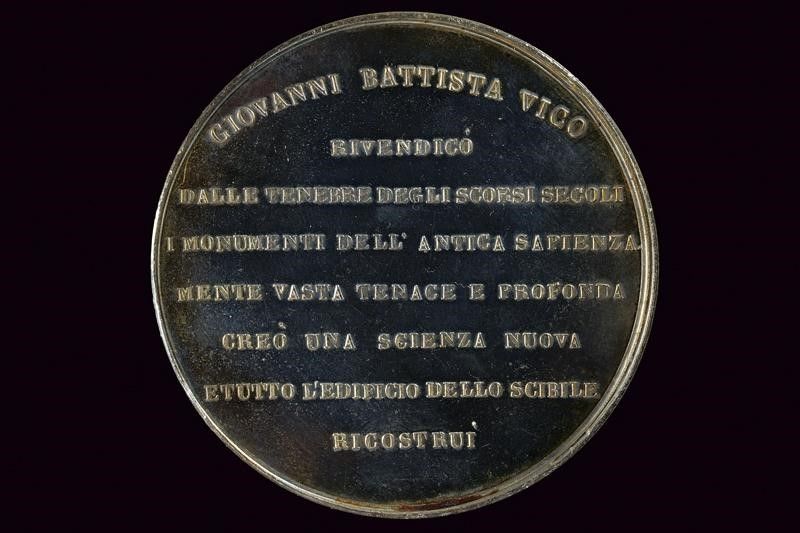 GIOVANNI BATTISTA VICO
RIVENDICÒ
DALLE TENEBRE DEGLI SCORSI SECOLI
I MONUMENTI DELL' ANTICA SAPIENZA
MENTE VASTA TENACE E PROFONDA
CREÒ UNA SCIENZA NUOVA
E TUTTO L'EDIFICIO DELLO SCIBILE
RICOSTRUÌ